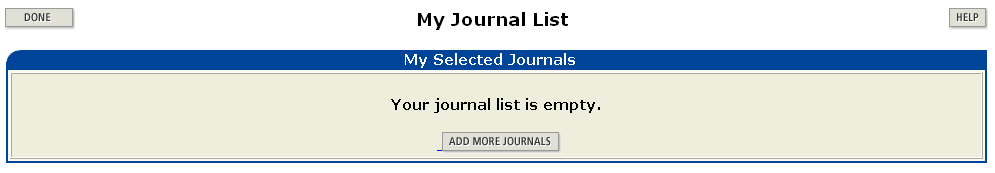 DONE
My Journal List
HELP
My Selected Journals
Your journal list is empty.
ADD MORE JOURNALS